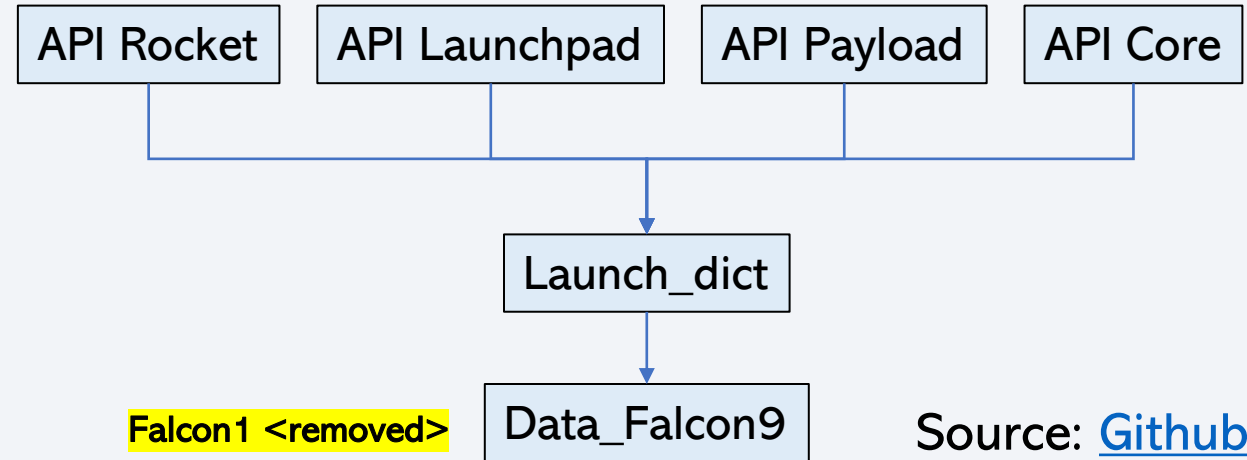 API Rocket
API Launchpad
API Payload
API Core
Launch_dict
Falcon1 <removed>
Data_Falcon9
Source: Github